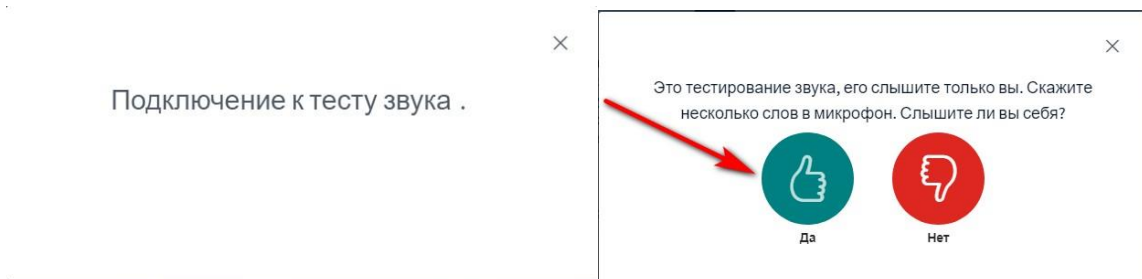 Подключение к тесту звука .
Это тестирование звука, его слышите только вы. Скажите
несколько слов в микрофон. Слышите ли вы себя?
Да
Нет